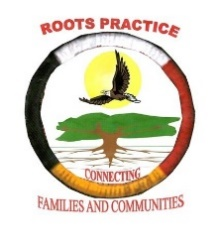 ROOTS PRACTICE
CONNECTING
FAMILIES AND COMMUNITIES